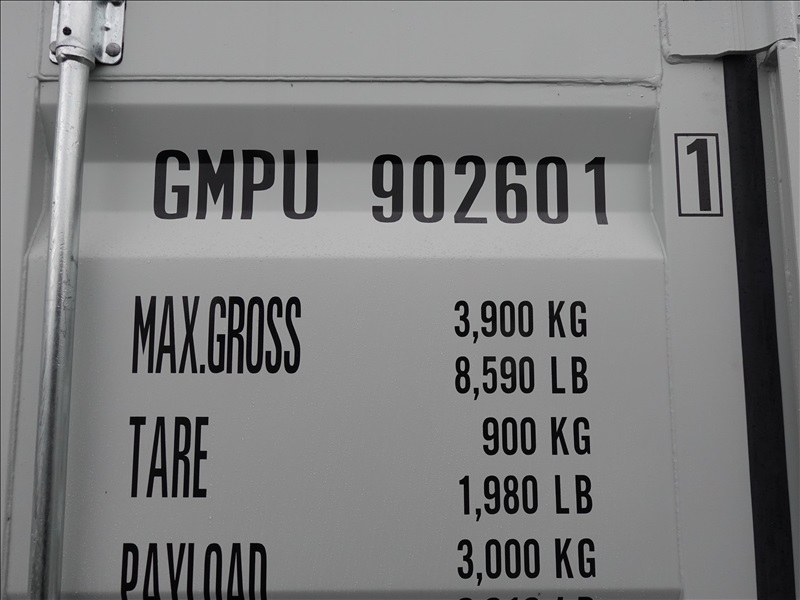 GMPU 902601 1
MAX.GROSS 3,900 KG
8,590 LB
TARE 900 KG
1,980 LB
PAYLOAD 3,000 KG
LB